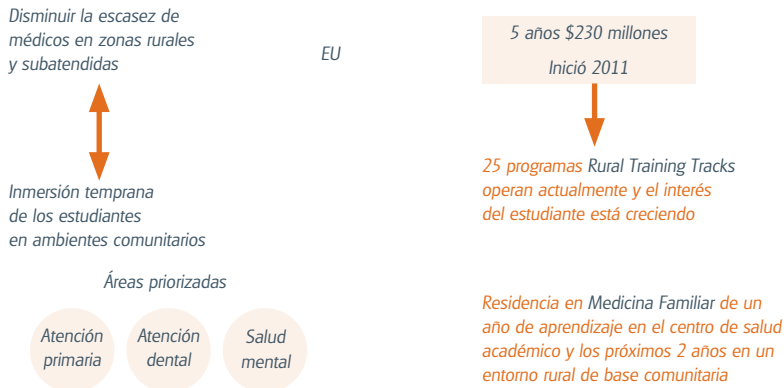 Disminuir la escasez de
médicos en zonas rurales
y subatendidas
Inmersión temprana
de los estudiantes
en ambientes comunitarios
Áreas priorizadas
Atención
primaria
Atención
dental
Salud
mental
EU
5 años $230 millones
Inició 2011
25 programas Rural Training Tracks
operan actualmente y el interés
del estudiante está creciendo
Residencia en Medicina Familiar de un
año de aprendizaje en el centro de salud
académico y los próximos 2 años en un
entorno rural de base comunitaria